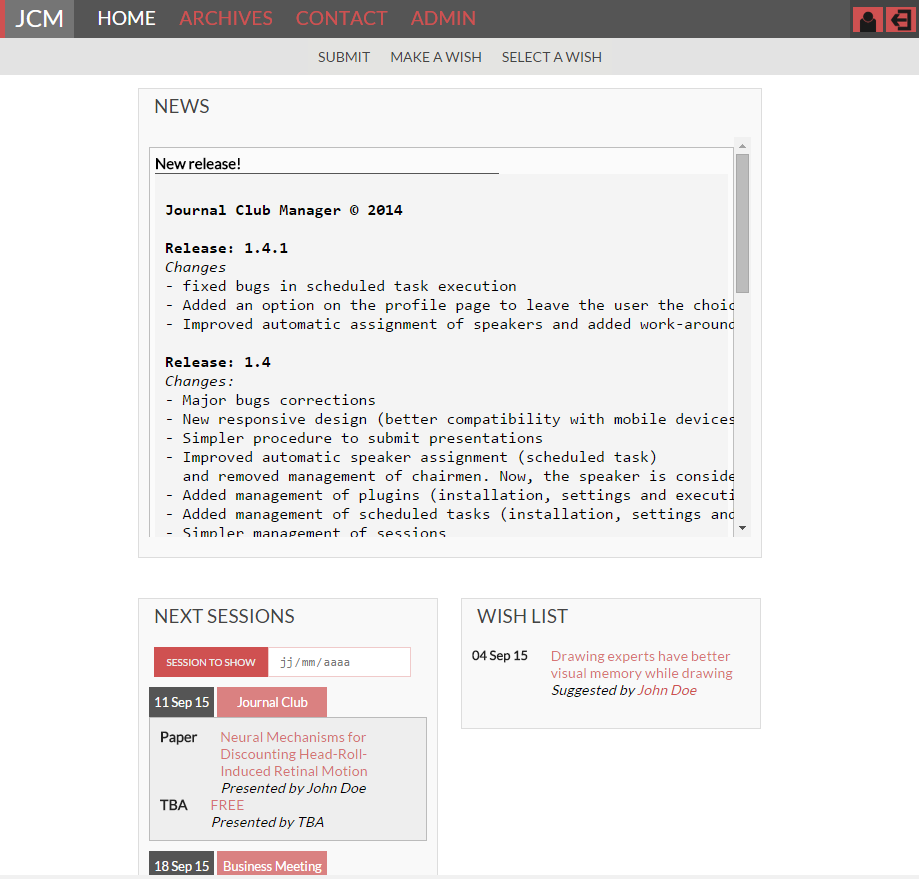 JCM HOME ARCHIVES CONTACT ADMIN
SUBMIT MAKE A WISH SELECT A WISH
NEWS
New release!
Journal Club Manager © 2014
Release: 1.4.1
Changes
- fixed bugs in scheduled task execution
- Added an option on the profile page to leave the user the choic
- Improved automatic assignment of speakers and added work-around
Release: 1.4
Changes:
- Major bugs corrections
- New responsive design (better compatibility with mobile devices
- Simpler procedure to submit presentations
- Improved automatic speaker assignment (scheduled task)
and removed management of chairmen. Now, the speaker is conside
- Added management of plugins (installation, settings and executi
- Added management of scheduled tasks (installation, settings and
- Simpler management of sessions
NEXT SESSIONS
SESSION TO SHOW jj/mm/aaaa
11 Sep 15 Journal Club
Paper Neural Mechanisms for
Discounting Head-Roll-
Induced Retinal Motion
Presented by John Doe
TBA FREE
Presented by TBA
18 Sep 15 Business Meeting
WISH LIST
04 Sep 15 Drawing experts have better
visual memory while drawing
Suggested by John Doe